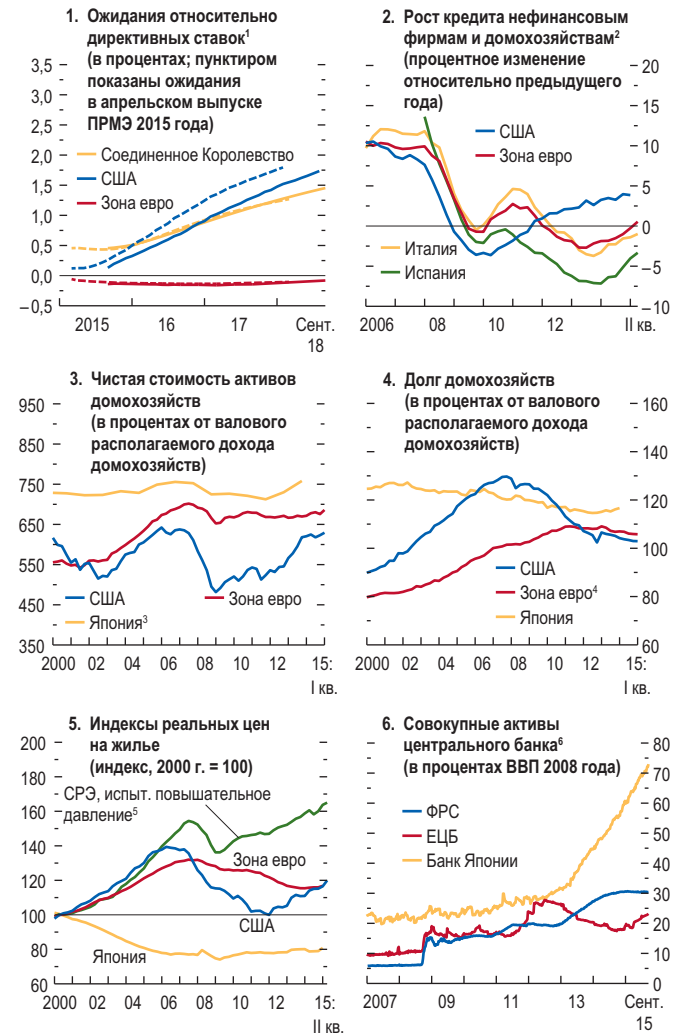 1. Ожидания относительно
директивных ставок¹
(в процентах; пунктиром
показаны ожидания
в апрельском выпуске
ПРМЭ 2015 года)
3,5
3,0
2,5
2,0
1,5
1,0
0,5
0,0
–0,5
Соединенное Королевство
США
Зона евро
2015 16 17 Сент.
18
2. Рост кредита нефинансовым
фирмам и домохозяйствам²
(процентное изменение
относительно предыдущего
года)
20
15
10
5
0
–5
–10
США
Зона евро
Италия
Испания
2006 08 10 12 II кв.
3. Чистая стоимость активов
домохозяйств
(в процентах от валового
располагаемого дохода
домохозяйств)
950
850
750
650
550
450
350
США Зона евро
Япония³
2000 02 04 06 08 10 12 15:
I кв.
4. Долг домохозяйств
(в процентах от валового
располагаемого дохода
домохозяйств)
160
140
120
100
80
60
США
Зона евро⁴
Япония
2000 02 04 06 08 10 12 15:
I кв.
5. Индексы реальных цен
на жилье
(индекс, 2000 г. = 100)
200
180
160
140
120
100
80
60
СРЭ, испыт. повышательное
давление⁵
Зона евро
США
Япония
2000 02 04 06 08 10 12 15:
II кв.
6. Совокупные активы
центрального банка⁶
(в процентах ВВП 2008 года)
80
70
60
50
40
30
20
10
0
ФРС
ЕЦБ
Банк Японии
2007 09 11 13 Сент.
15